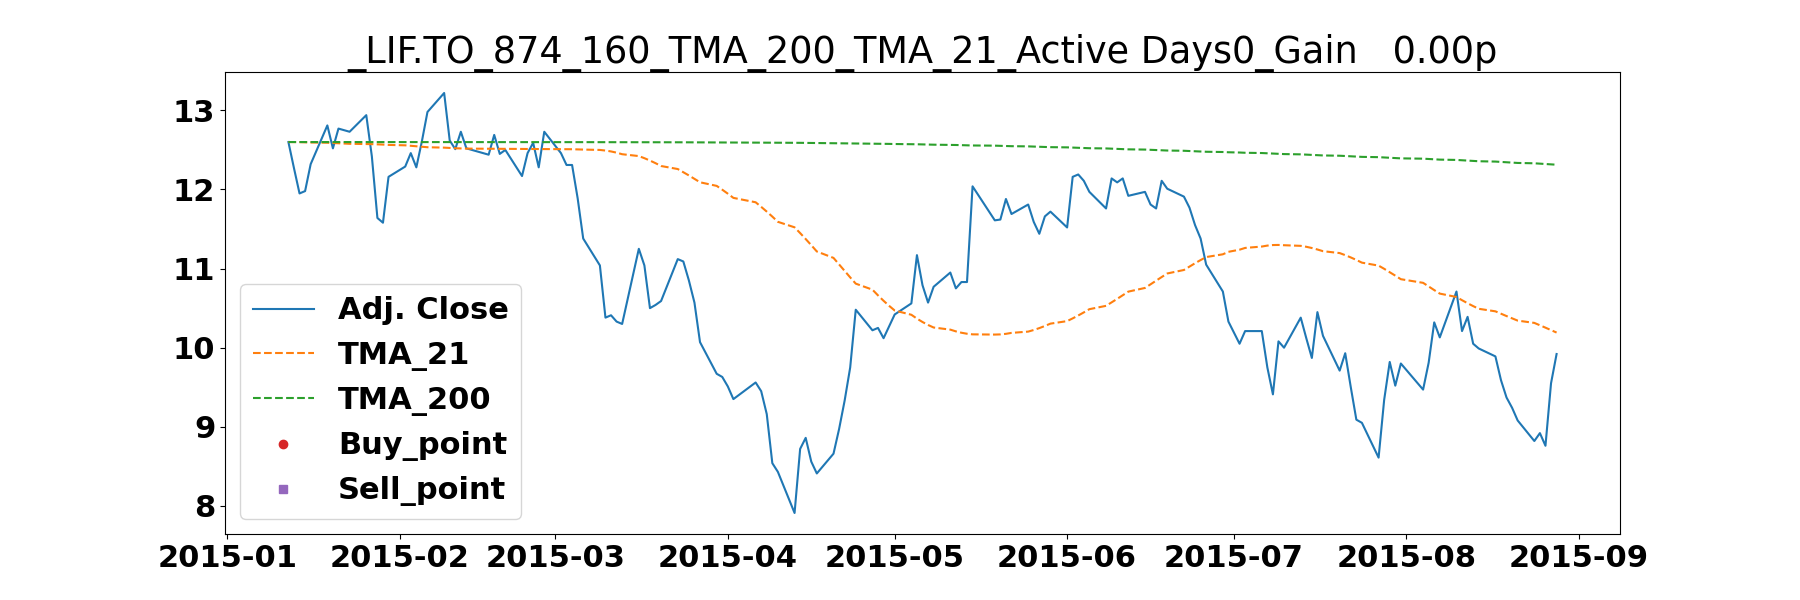 _LIF.TO_874_160_TMA_200_TMA_21_Active Days0_Gain   0.00p
13
12
11
10
9
8
Adj. Close
TMA_21
TMA_200
Buy_point
Sell_point
2015-01 2015-02 2015-03 2015-04 2015-05 2015-06 2015-07 2015-08 2015-09